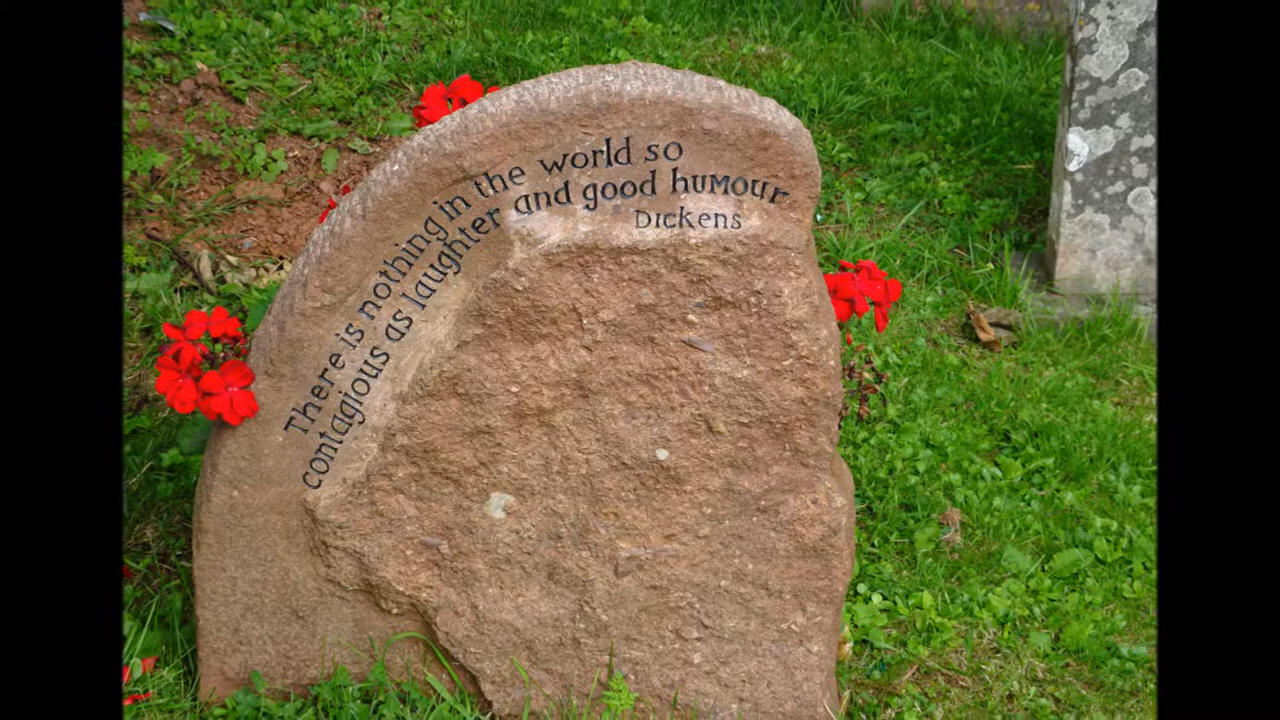 There is nothing in the world so
contagious as laughter and good humour
Dickens